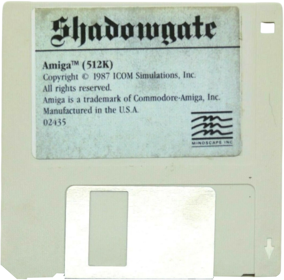 Shadowgate
Amiga™ (512K)
Copyright © 1987 ICOM Simulations, Inc.
All rights reserved.
Amiga is a trademark of Commodore-Amiga, Inc.
Manufactured in the U.S.A.
02435
MINDSCAPE INC